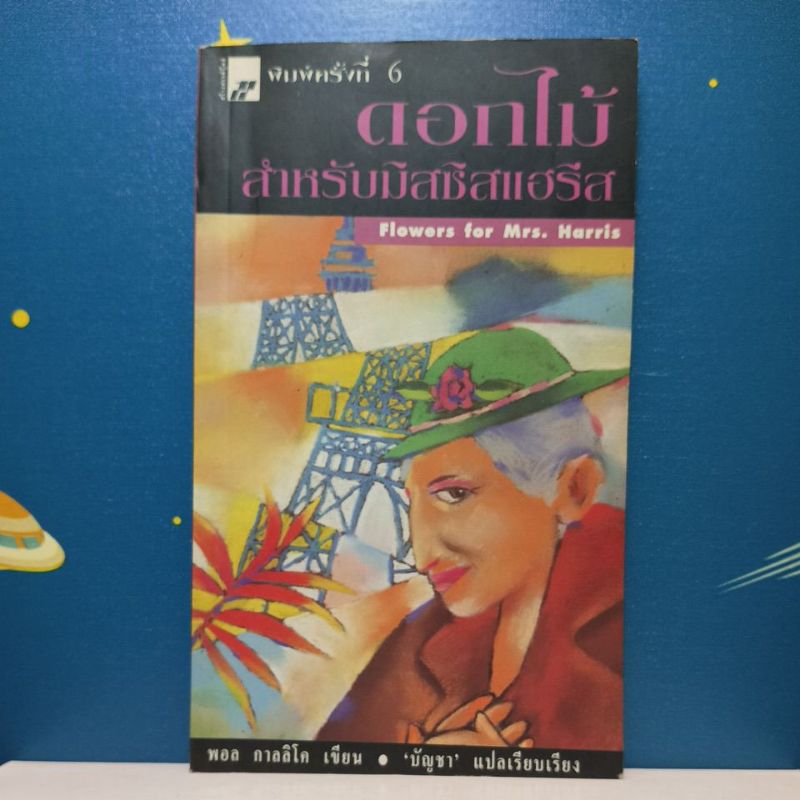 พิมพ์ครั้งที่ 6
ดอกไม้
สำหรับมิสซิสแฮริส
Flowers for Mrs. Harris
พอล กาลลิโค เขียน • ‘บัญชา’ แปลเรียบเรียง